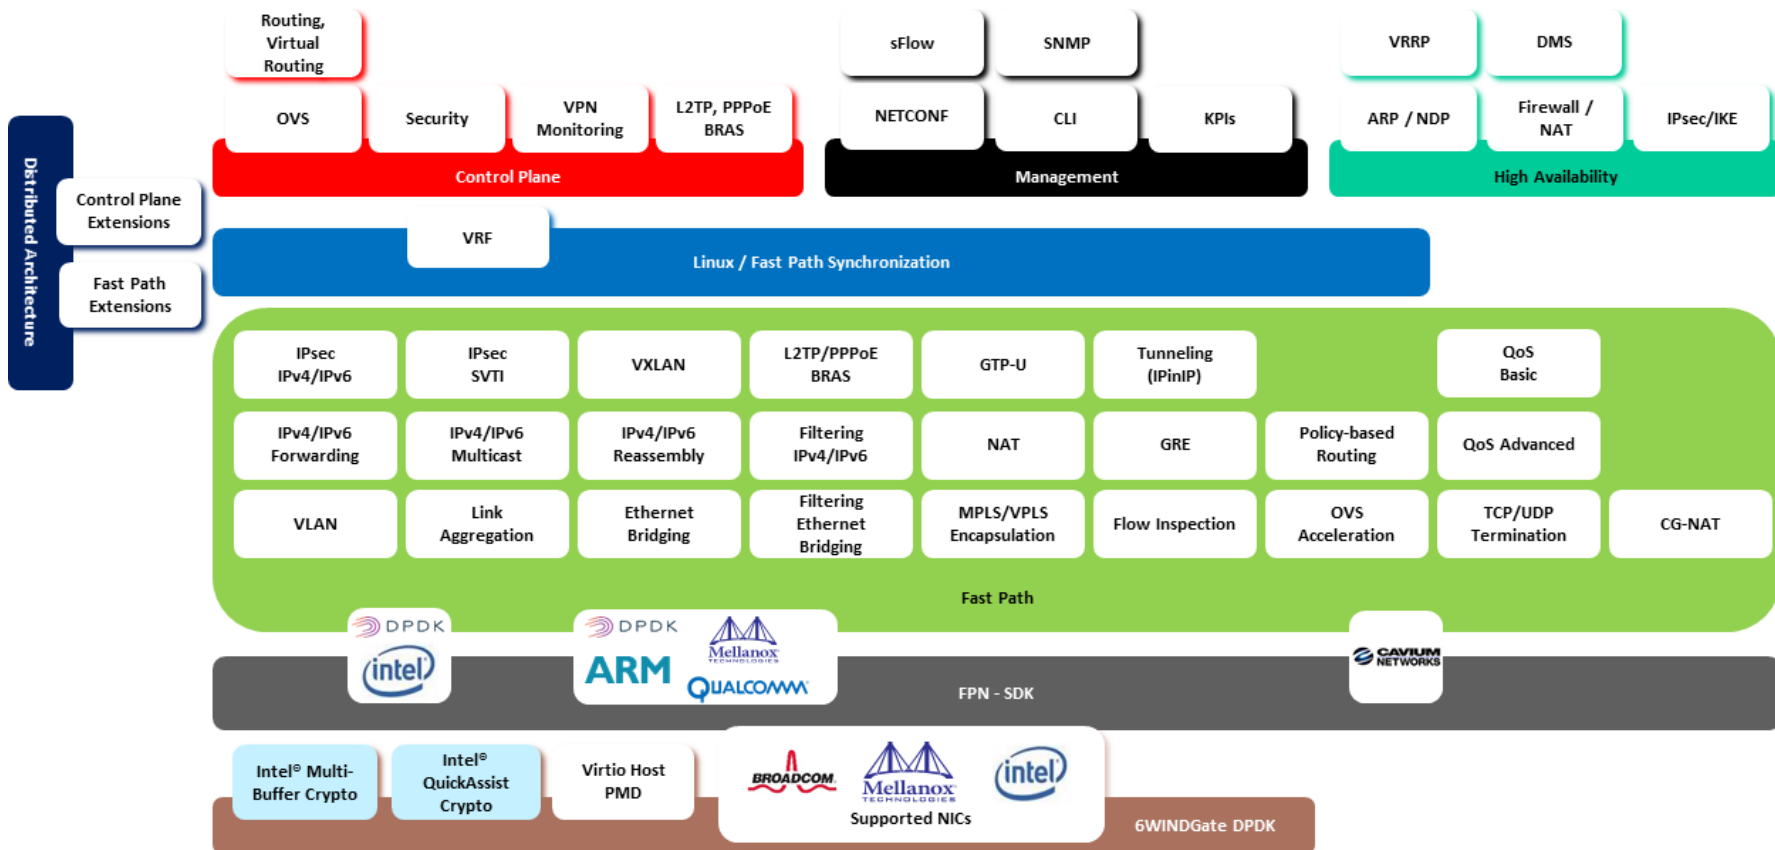 Routing,
Virtual
Routing
OVS
Security
VPN
Monitoring
L2TP, PPPoE
BRAS
Control Plane
sFlow
SNMP
NETCONF
CLI
KPIs
Management
VRRP
DMS
ARP / NDP
Firewall /
NAT
IPsec/IKE
High Availability
Distributed Architecture
Control Plane
Extensions
Fast Path
Extensions
VRF
Linux / Fast Path Synchronization
IPsec
IPv4/IPv6
IPsec
SVTI
VXLAN
L2TP/PPPoE
BRAS
GTP-U
Tunneling
(IPinIP)
QoS
Basic
IPv4/IPv6
Forwarding
IPv4/IPv6
Multicast
IPv4/IPv6
Reassembly
Filtering
IPv4/IPv6
NAT
GRE
Policy-based
Routing
QoS Advanced
VLAN
Link
Aggregation
Ethernet
Bridging
Filtering
Ethernet
Bridging
MPLS/VPLS
Encapsulation
Flow Inspection
OVS
Acceleration
TCP/UDP
Termination
CG-NAT
Fast Path
DPDK
intel
DPDK
Mellanox
TECHNOLOGIES
ARM
QUALCOMM
CAVIUM
NETWORKS
FPN - SDK
Intel® Multi-
Buffer Crypto
Intel®
QuickAssist
Crypto
Virtio Host
PMD
BROADCOM
Mellanox
TECHNOLOGIES
intel
Supported NICs
6WINDGate DPDK